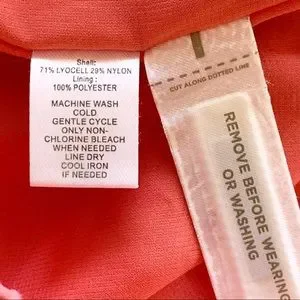 Shell:
71% LYOCELL 29% NYLON
Lining:
100% POLYESTER
MACHINE WASH
COLD
GENTLE CYCLE
ONLY NON-
CHLORINE BLEACH
WHEN NEEDED
LINE DRY
COOL IRON
IF NEEDED
CUT ALONG DOTTED LINE
REMOVE BEFORE WEARING
OR WASHING